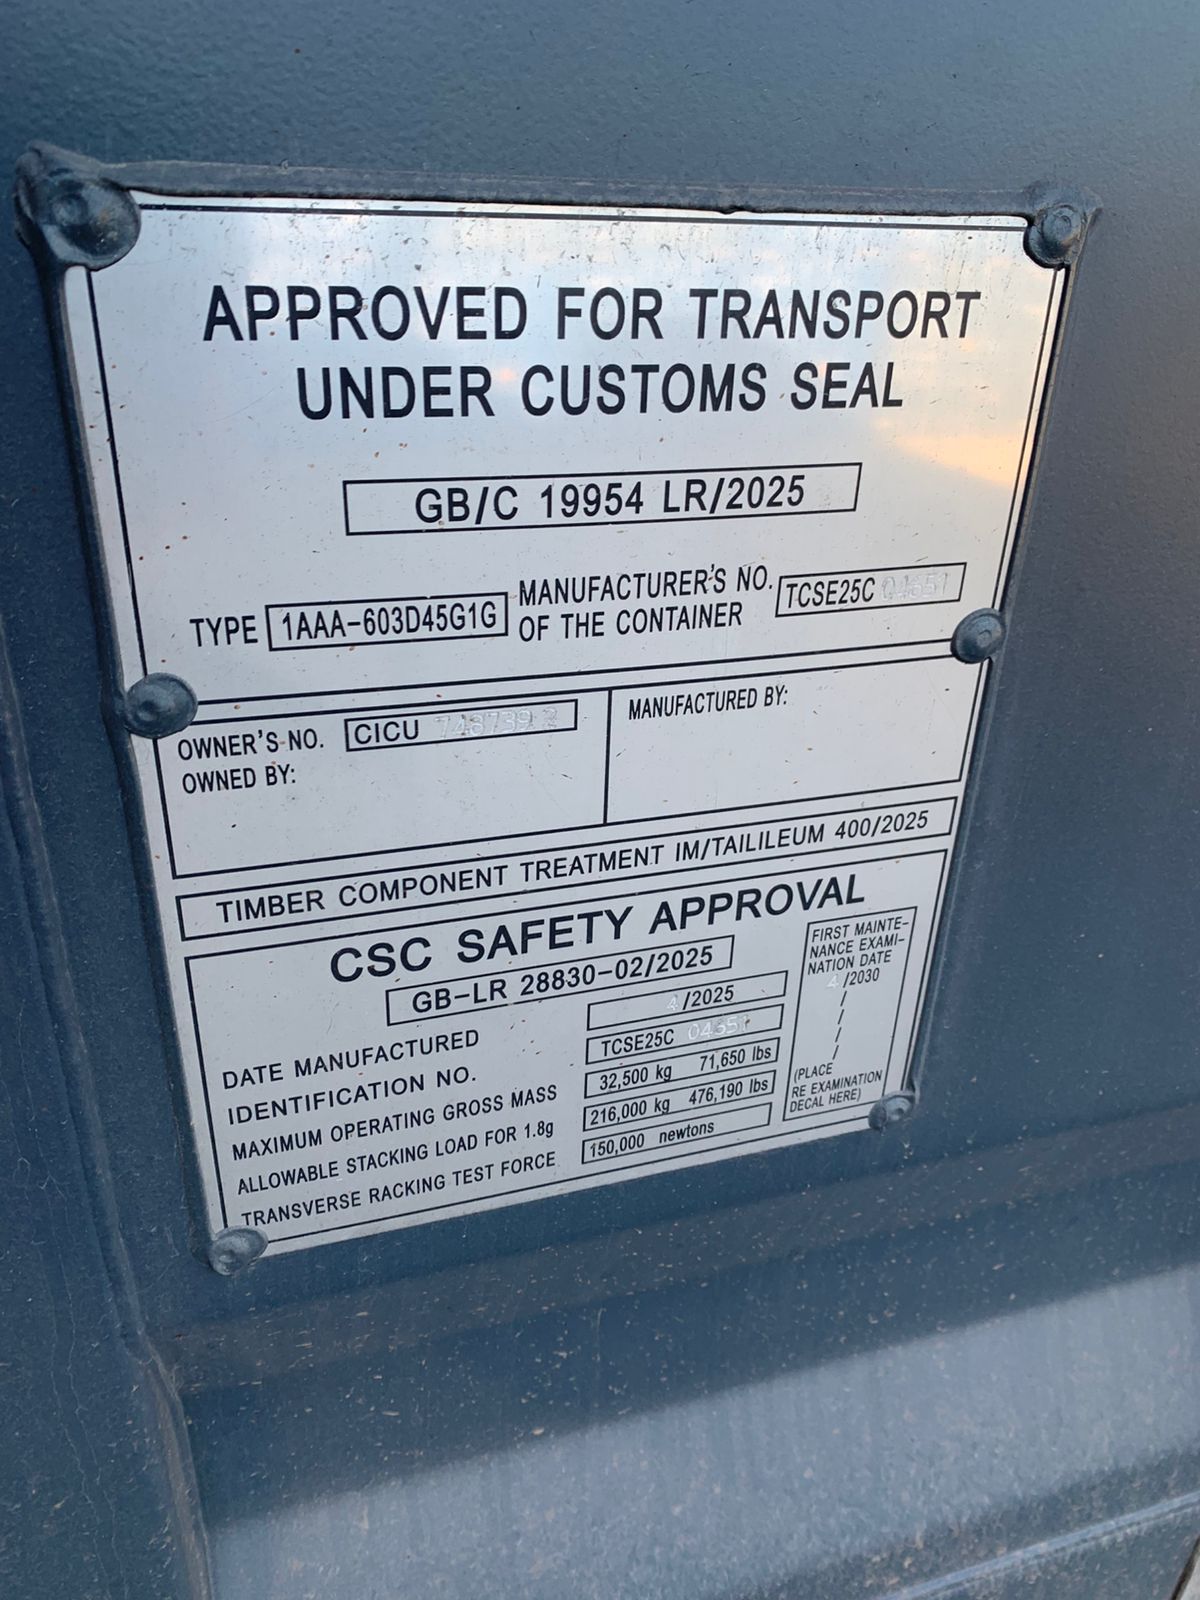 APPROVED FOR TRANSPORT
UNDER CUSTOMS SEAL
GB/C 19954 LR/2025
TYPE 1AAA-603D45G1G MANUFACTURER'S NO. OF THE CONTAINER TCSE25C
OWNER'S NO. CICU 748739 2
OWNED BY:
MANUFACTURED BY:
TIMBER COMPONENT TREATMENT IM/TAILILEUM 400/2025
CSC SAFETY APPROVAL
GB-LR 28830-02/2025
DATE MANUFACTURED 4/2025
IDENTIFICATION NO. TCSE25C
MAXIMUM OPERATING GROSS MASS 32,500 kg 71,650 lbs
ALLOWABLE STACKING LOAD FOR 1.8g 216,000 kg 476,190 lbs
TRANSVERSE RACKING TEST FORCE 150,000 newtons
FIRST MAINTE-
NANCE EXAMI-
NATION DATE
4/2030
/
/
/
/
(PLACE
RE EXAMINATION
DECAL HERE)